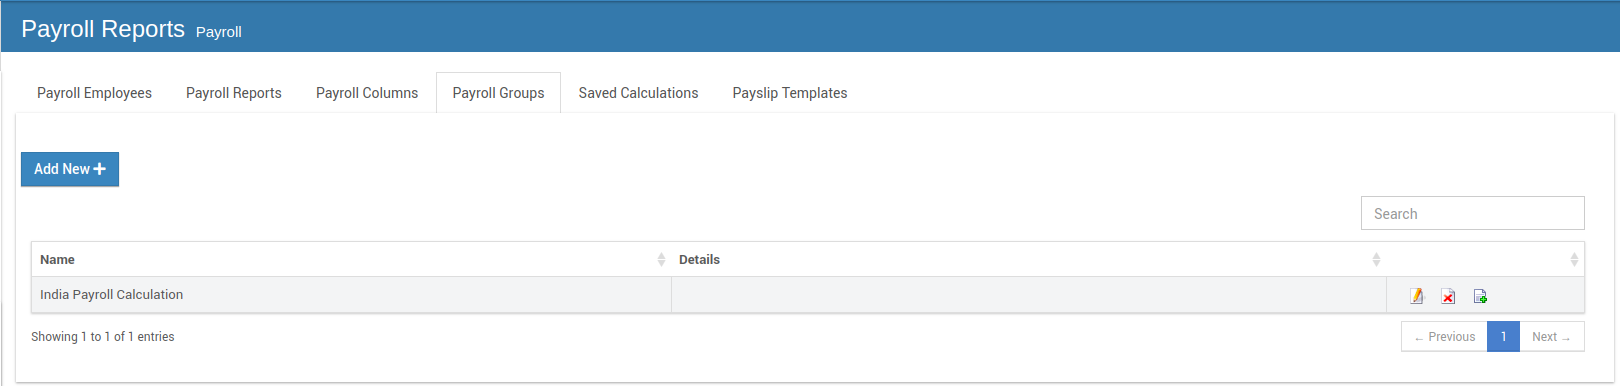 Payroll Reports Payroll
Payroll Employees Payroll Reports Payroll Columns Payroll Groups Saved Calculations Payslip Templates
Add New +
Search
Name Details
India Payroll Calculation
Showing 1 to 1 of 1 entries ← Previous 1 Next →